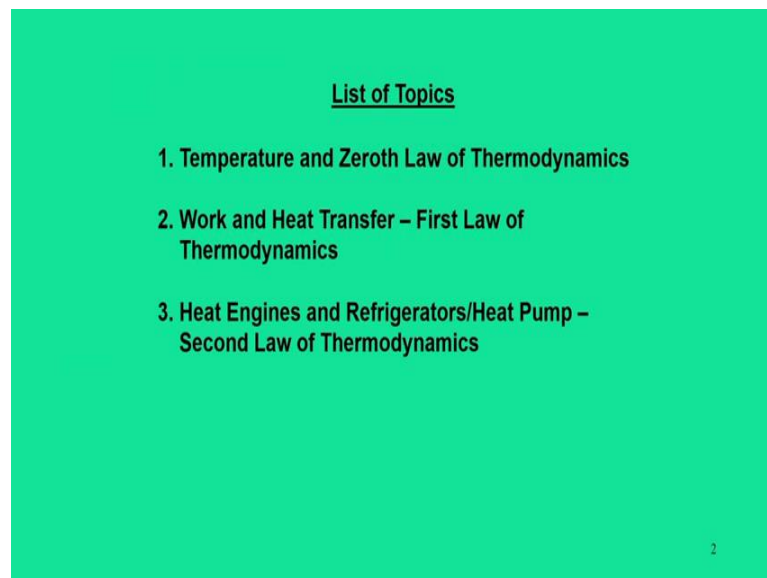 List of Topics
1. Temperature and Zeroth Law of Thermodynamics
2. Work and Heat Transfer – First Law of
Thermodynamics
3. Heat Engines and Refrigerators/Heat Pump –
Second Law of Thermodynamics
2